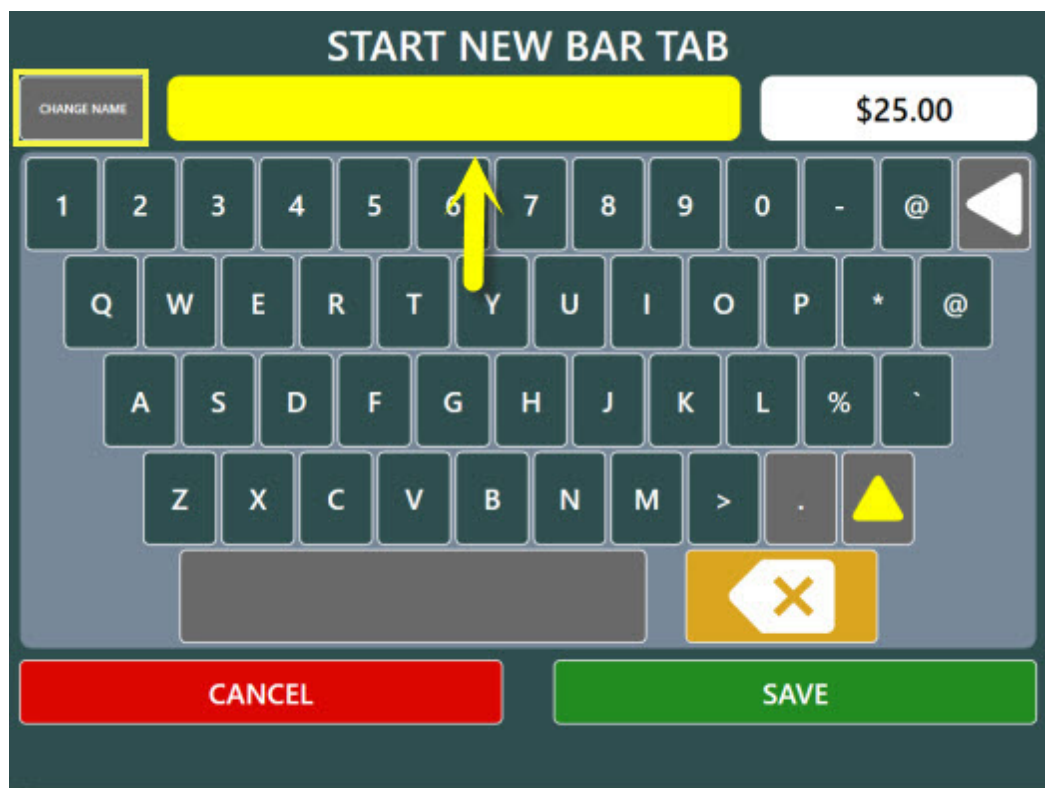 START NEW BAR TAB
CHANGE NAME $25.00
1 2 3 4 5 6 7 8 9 0 - @
Q W E R T Y U I O P * @
A S D F G H J K L % `
Z X C V B N M > .
CANCEL SAVE